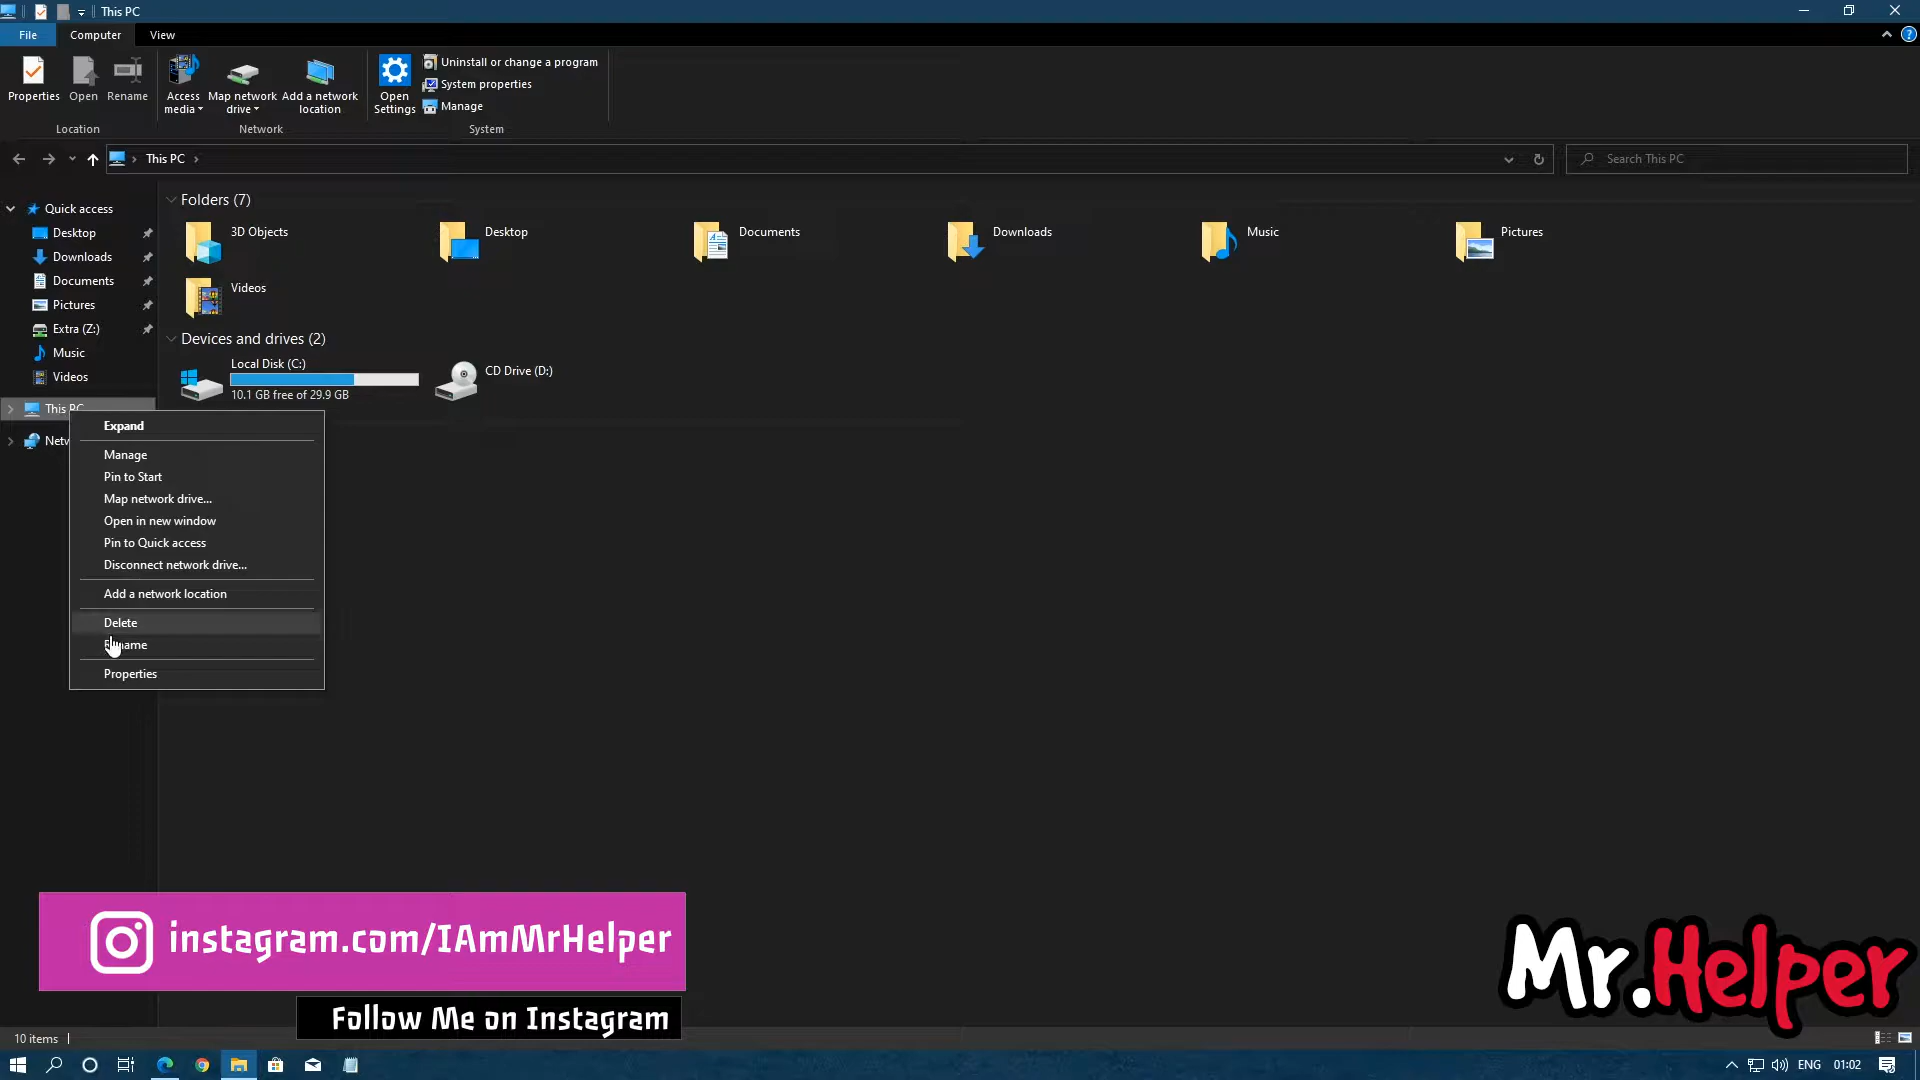 This PC
File
Computer
View
Properties
Open
Rename
Access media
Map network drive
Add a network location
Open Settings
Uninstall or change a program
System properties
Manage
Location
Network
System
This PC
Search This PC
Quick access
Desktop
Downloads
Documents
Pictures
Extra (Z:)
Music
Videos
This PC
Folders (7)
3D Objects
Desktop
Documents
Downloads
Music
Pictures
Videos
Devices and drives (2)
Local Disk (C:)
10.1 GB free of 29.9 GB
CD Drive (D:)
Expand
Manage
Pin to Start
Map network drive...
Open in new window
Pin to Quick access
Disconnect network drive...
Add a network location
Delete
Properties
instagram.com/IAmMrHelper
Follow Me on Instagram
Mr.Helper
10 items
ENG
01:02